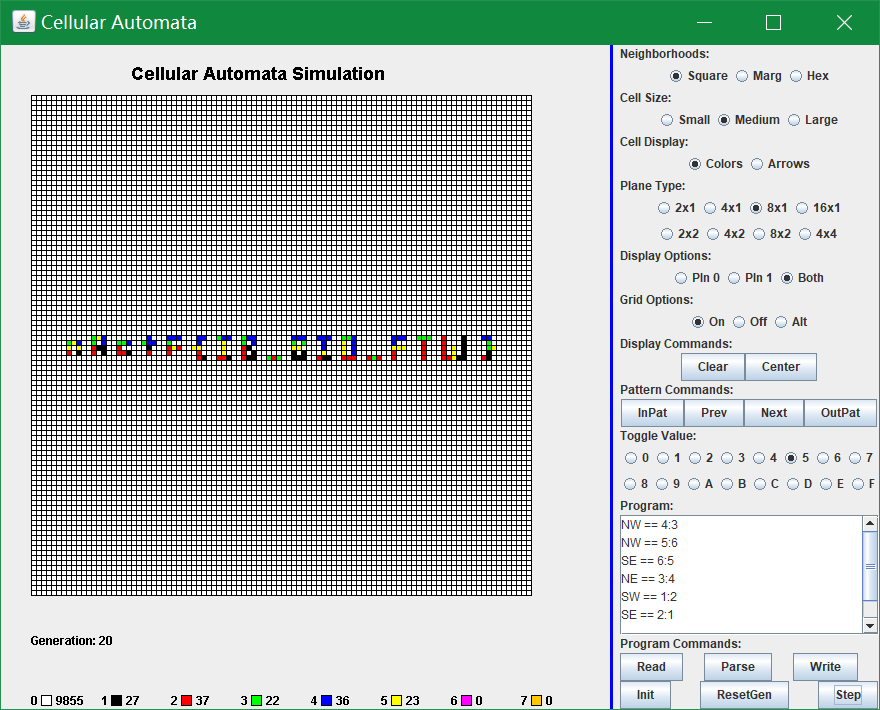 Cellular Automata
Cellular Automata Simulation
Generation: 20
0 9855 1 27 2 37 3 22 4 36 5 23 6 0 7 0
Neighborhoods:
Square Marg Hex
Cell Size:
Small Medium Large
Cell Display:
Colors Arrows
Plane Type:
2x1 4x1 8x1 16x1
2x2 4x2 8x2 4x4
Display Options:
Pln 0 Pln 1 Both
Grid Options:
On Off Alt
Display Commands:
Clear Center
Pattern Commands:
InPat Prev Next OutPat
Toggle Value:
0 1 2 3 4 5 6 7
8 9 A B C D E F
Program:
NW == 4:3
NW == 5:6
SE == 6:5
NE == 3:4
SW == 1:2
SE == 2:1
Program Commands:
Read Parse Write
Init ResetGen Step